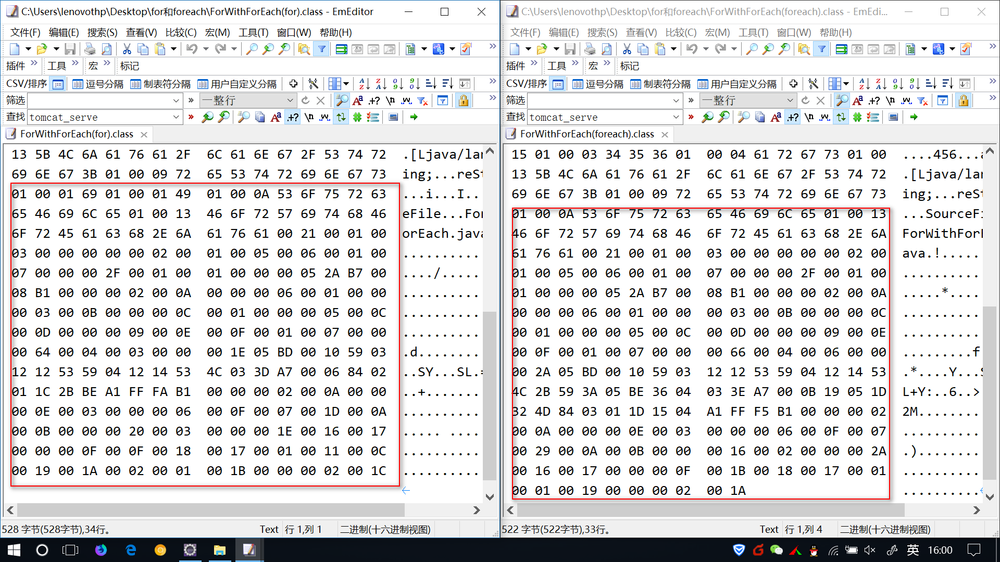 C:\Users\lenovothp\Desktop\for和foreach\ForWithForEach(for).class - EmEditor
文件(F) 编辑(E) 搜索(S) 查看(V) 比较(C) 宏(M) 工具(T) 窗口(W) 帮助(H)
插件 工具 宏 标记
CSV/排序 逗号分隔 制表符分隔 用户自定义分隔
筛选 一整行
查找 tomcat_serve
ForWithForEach(for).class
13 5B 4C 6A 61 76 61 2F 6C 61 6E 67 2F 53 74 72 .[Ljava/lan
69 6E 67 3B 01 00 09 72 65 53 74 72 69 6E 67 73 ing;...reSt
01 00 01 69 01 00 01 49 01 00 0A 53 6F 75 72 63 ...i...I...
65 46 69 6C 65 01 00 13 46 6F 72 57 69 74 68 46 eFile...For
6F 72 45 61 63 68 2E 6A 61 76 61 00 21 00 01 00 orEach.java
03 00 00 00 00 00 02 00 01 00 05 00 06 00 01 00 ...........
07 00 00 00 2F 00 01 00 01 00 00 00 05 2A B7 00 ..../......
08 B1 00 00 00 02 00 0A 00 00 00 06 00 01 00 00 ...........
00 03 00 0B 00 00 00 0C 00 01 00 00 00 05 00 0C ...........
00 0D 00 00 00 09 00 0E 00 0F 00 01 00 07 00 00 ...........
00 64 00 04 00 03 00 00 00 1E 05 BD 00 10 59 03 .d.........
12 12 53 59 04 12 14 53 4C 03 3D A7 00 06 84 02 ..SY...SL.=
01 1C 2B BE A1 FF FA B1 00 00 00 02 00 0A 00 00 ..+........
00 0E 00 03 00 00 00 06 00 0F 00 07 00 1D 00 0A ...........
00 0B 00 00 00 20 00 03 00 00 00 1E 00 16 00 17 ..... .....
00 00 00 0F 00 0F 00 18 00 17 00 01 00 11 00 0C ...........
00 19 00 1A 00 02 00 01 00 1B 00 00 00 02 00 1C ...........
528 字节(528字节),34行。 Text 行 1,列 1 二进制(十六进制视图)
C:\Users\lenovothp\Desktop\for和foreach\ForWithForEach(foreach).class - EmEdi...
文件(F) 编辑(E) 搜索(S) 查看(V) 比较(C) 宏(M) 工具(T) 窗口(W) 帮助(H)
插件 工具 宏 标记
CSV/排序 逗号分隔 制表符分隔 用户自定义分隔
筛选 一整行
查找 tomcat_serve
ForWithForEach(foreach).class
15 01 00 03 34 35 36 01 00 04 61 72 67 73 01 00 ....456...a
13 5B 4C 6A 61 76 61 2F 6C 61 6E 67 2F 53 74 72 .[Ljava/lan
69 6E 67 3B 01 00 09 72 65 53 74 72 69 6E 67 73 ing;...reSt
01 00 0A 53 6F 75 72 63 65 46 69 6C 65 01 00 13 ...SourceFi
46 6F 72 57 69 74 68 46 6F 72 45 61 63 68 2E 6A ForWithForE
61 76 61 00 21 00 01 00 03 00 00 00 00 00 02 00 ava.!......
01 00 05 00 06 00 01 00 07 00 00 00 2F 00 01 00 ...........
01 00 00 00 05 2A B7 00 08 B1 00 00 00 02 00 0A .....*.....
00 00 00 06 00 01 00 00 00 03 00 0B 00 00 00 0C ...........
00 01 00 00 00 05 00 0C 00 0D 00 00 00 09 00 0E ...........
00 0F 00 01 00 07 00 00 00 66 00 04 00 06 00 00 .........f
00 2A 05 BD 00 10 59 03 12 12 53 59 04 12 14 53 .*....Y...S
4C 2B 59 3A 05 BE 36 04 03 3E A7 00 0B 19 05 1D L+Y:..6..>
32 4D 84 03 01 1D 15 04 A1 FF F5 B1 00 00 00 02 2M.........
00 0A 00 00 00 0E 00 03 00 00 00 06 00 0F 00 07 ...........
00 29 00 0A 00 0B 00 00 00 16 00 02 00 00 00 2A .).........
00 16 00 17 00 00 00 0F 00 1B 00 18 00 17 00 01 ...........
00 01 00 19 00 00 00 02 00 1A ..........
522 字节(522字节),33行。 Text 行 1,列 4 二进制(十六进制视图)
英 16:00